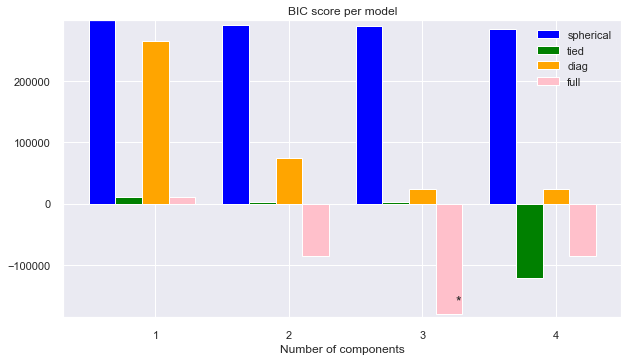 BIC score per model
spherical
tied
diag
full
200000
100000
0
−100000
*
1 2 3 4
Number of components